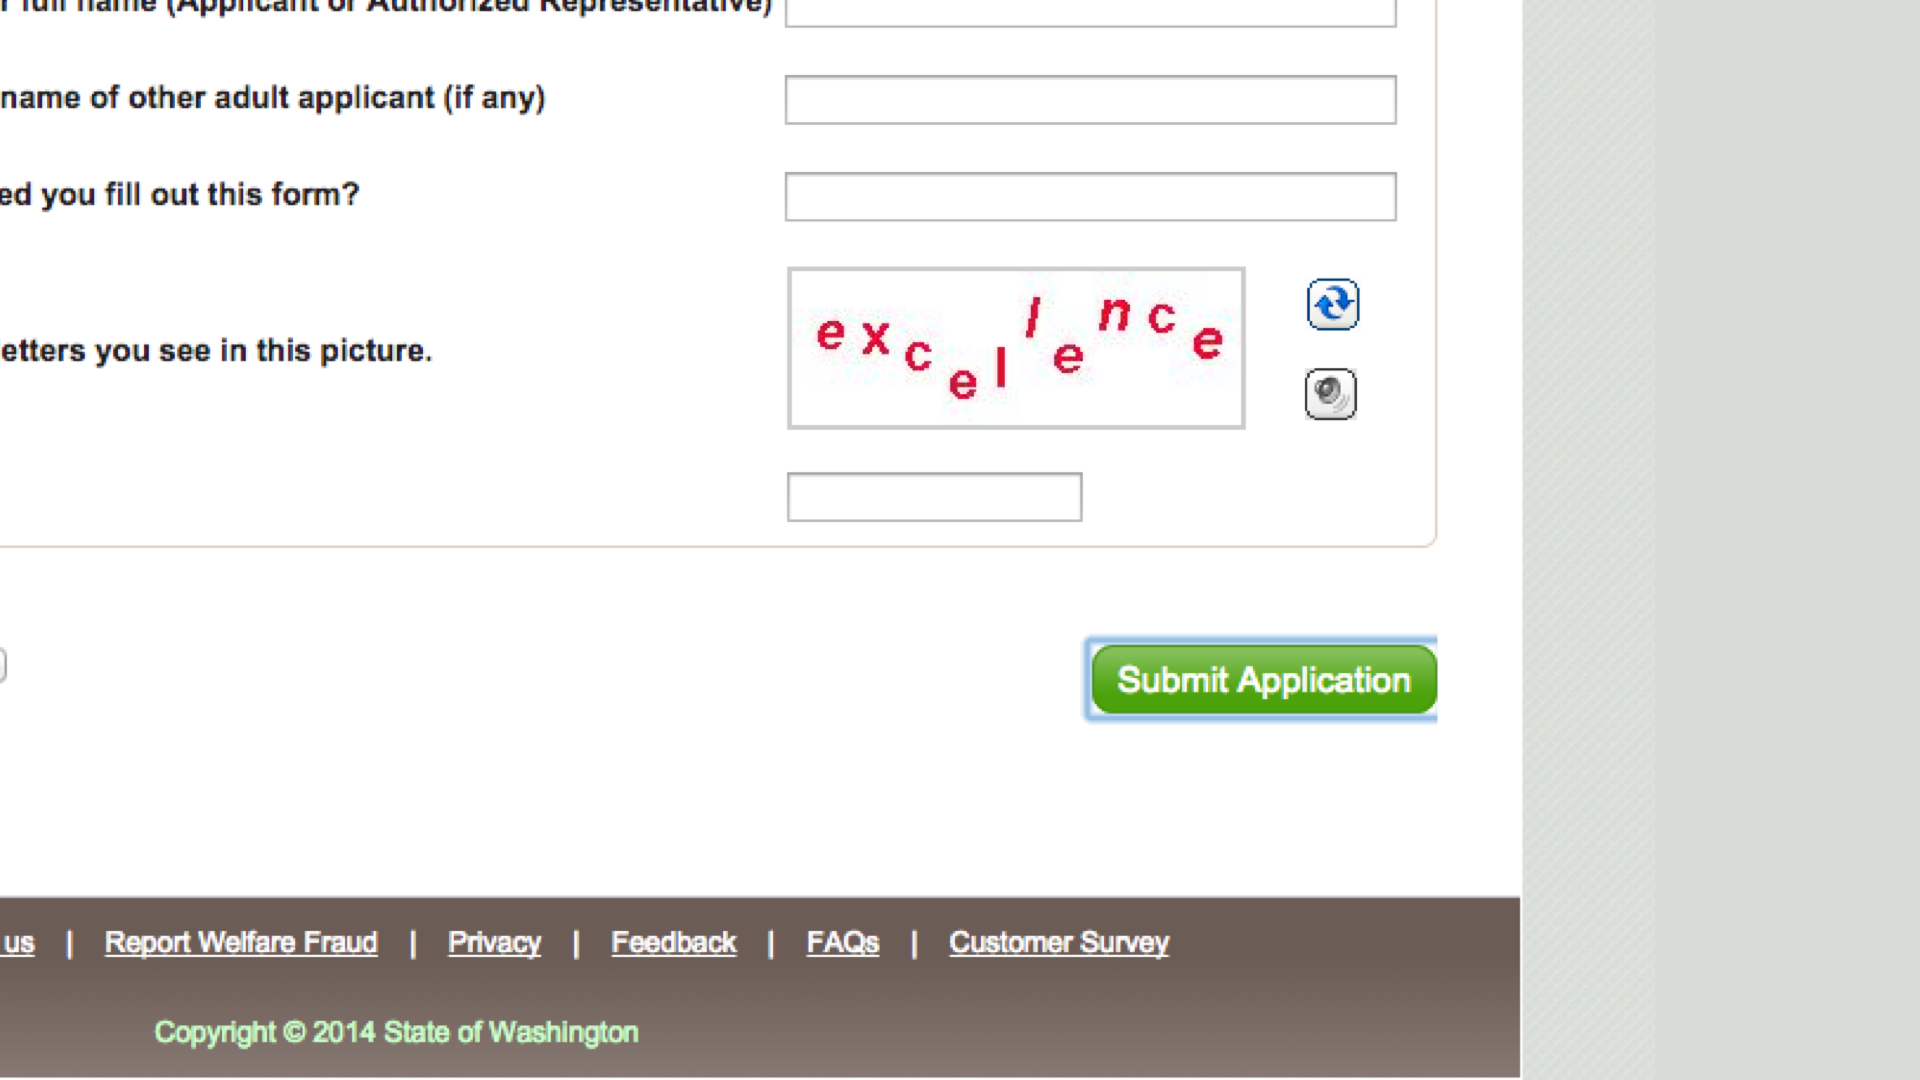 r full name (Applicant or Authorized Representative)
name of other adult applicant (if any)
ed you fill out this form?
excellence
etters you see in this picture.
Submit Application
us | Report Welfare Fraud | Privacy | Feedback | FAQs | Customer Survey
Copyright © 2014 State of Washington